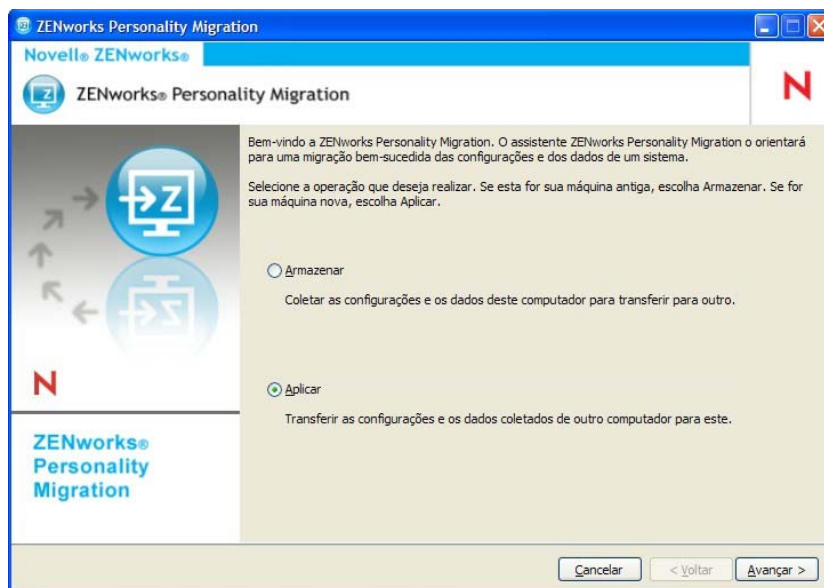 ZENworks Personality Migration
Novell® ZENworks®
ZENworks® Personality Migration
N
Bem-vindo a ZENworks Personality Migration. O assistente ZENworks Personality Migration o orientará
para uma migração bem-sucedida das configurações e dos dados de um sistema.
Selecione a operação que deseja realizar. Se esta for sua máquina antiga, escolha Armazenar. Se for
sua máquina nova, escolha Aplicar.
Armazenar
Coletar as configurações e os dados deste computador para transferir para outro.
Aplicar
Transferir as configurações e os dados coletados de outro computador para este.
Z
N
ZENworks®
Personality
Migration
Cancelar
< Voltar
Avançar >